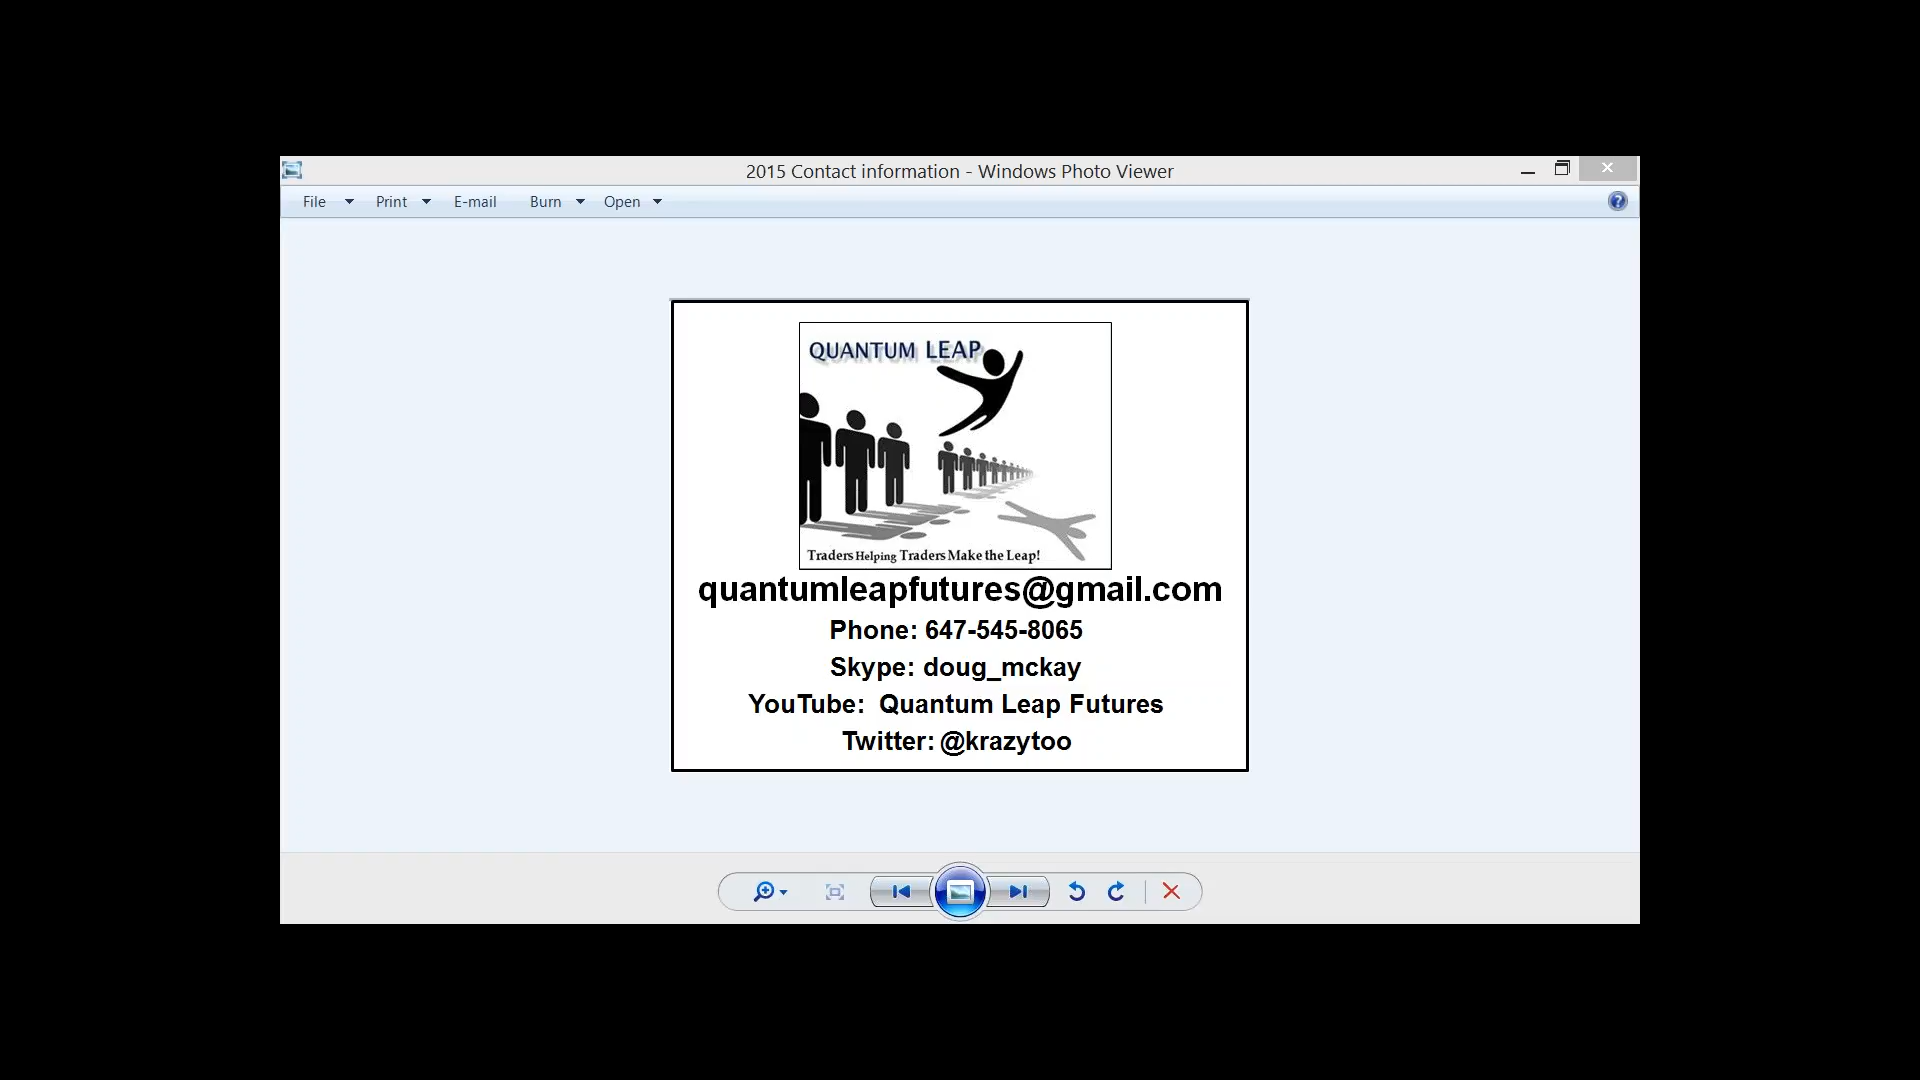 2015 Contact information - Windows Photo Viewer
File Print E-mail Burn Open
QUANTUM LEAP
Traders Helping Traders Make the Leap!
quantumleapfutures@gmail.com
Phone: 647-545-8065
Skype: doug_mckay
YouTube: Quantum Leap Futures
Twitter: @krazytoo